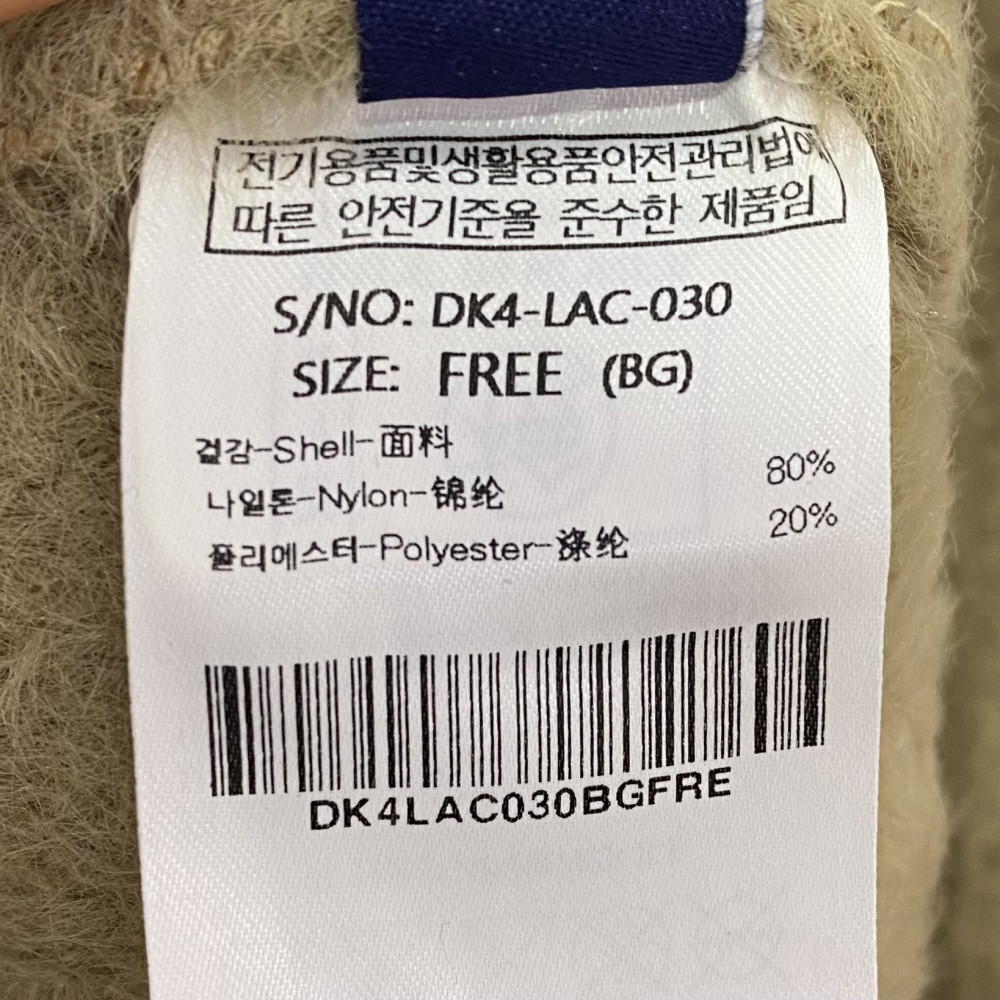 전기용품및생활용품안전관리법에
따른 안전기준을 준수한 제품임
S/NO: DK4-LAC-030
SIZE: FREE (BG)
겉감-Shell-面料
나일론-Nylon-锦纶 80%
폴리에스터-Polyester-涤纶 20%
DK4LAC030BGFRE